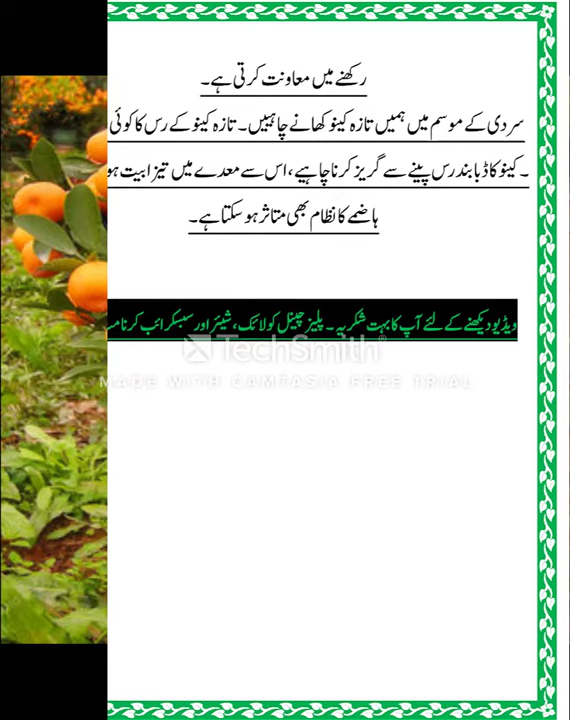 رکھنے میں معاونت کرتی ہے۔
سردی کے موسم میں ہمیں تازہ کینو کھانے چاہییں۔ تازہ کینو کے رس کا کوئی
۔ کینو کا ڈبا بند رس پینے سے گریز کرنا چاہیے، اس سے معدے میں تیزابیت ہو
ہاضمے کا نظام بھی متاثر ہو سکتا ہے۔
ویڈیو دیکھنے کے لئے آپ کا بہت شکریہ۔ پلیز چینل کو لائک، شیئر اور سبسکرائب کرنا
TechSmith®
MADE WITH CAMTASIA FREE TRIAL